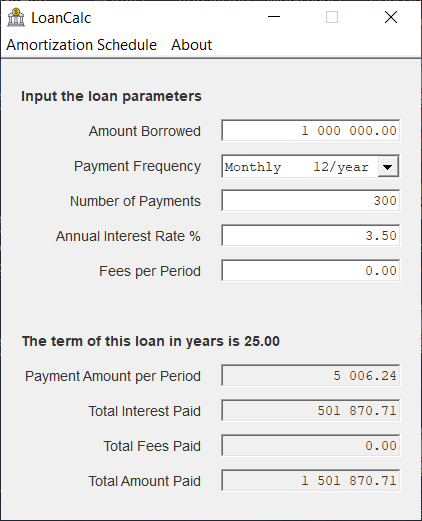 LoanCalc
Amortization Schedule About
Input the loan parameters
Amount Borrowed 1 000 000.00
Payment Frequency Monthly 12/year
Number of Payments 300
Annual Interest Rate % 3.50
Fees per Period 0.00
The term of this loan in years is 25.00
Payment Amount per Period 5 006.24
Total Interest Paid 501 870.71
Total Fees Paid 0.00
Total Amount Paid 1 501 870.71